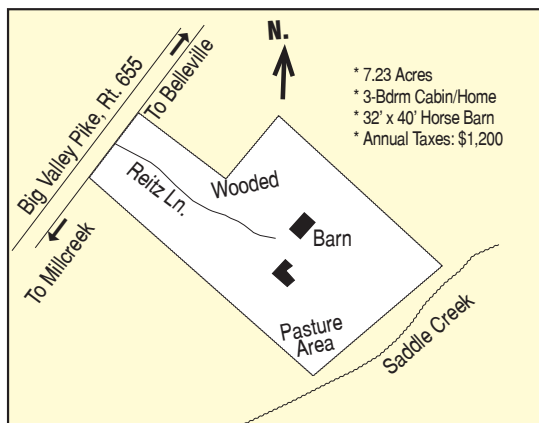 N.
* 7.23 Acres
* 3-Bdrm Cabin/Home
* 32' x 40' Horse Barn
* Annual Taxes: $1,200
Big Valley Pike, Rt. 655
To Belleville
Reitz Ln.
Wooded
Barn
To Millcreek
Pasture
Area
Saddle Creek